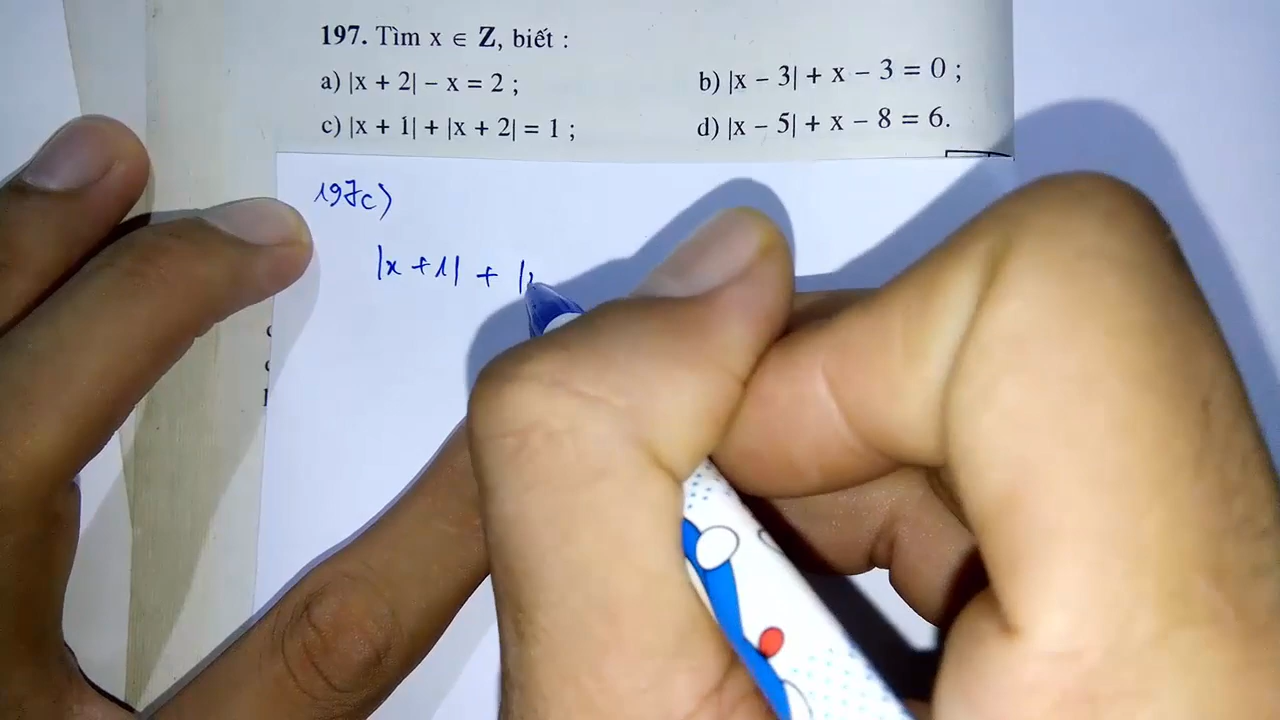 197. Tìm x ∈ Z, biết :
a) |x + 2| – x = 2 ;
b) |x – 3| + x – 3 = 0 ;
c) |x + 1| + |x + 2| = 1 ;
d) |x – 5| + x – 8 = 6.
197c)
|x + 1| + |